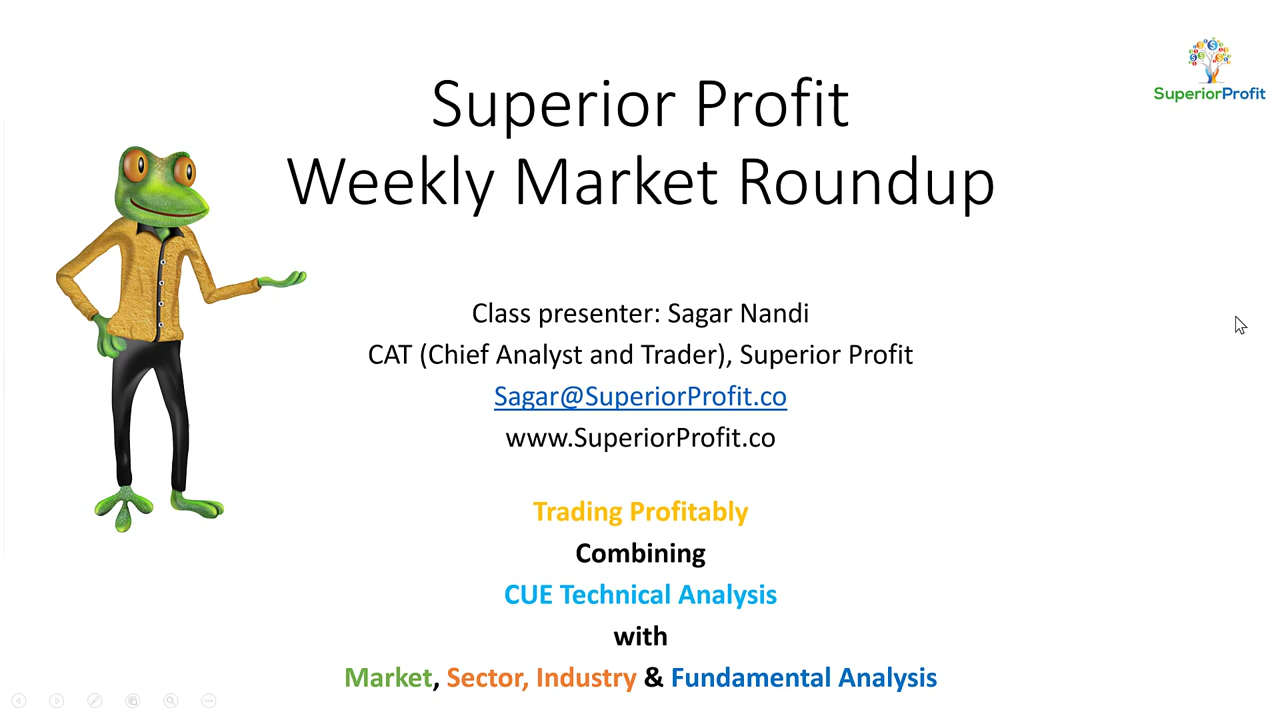 SuperiorProfit
Superior Profit
Weekly Market Roundup
Class presenter: Sagar Nandi
CAT (Chief Analyst and Trader), Superior Profit
Sagar@SuperiorProfit.co
www.SuperiorProfit.co
Trading Profitably
Combining
CUE Technical Analysis
with
Market, Sector, Industry & Fundamental Analysis